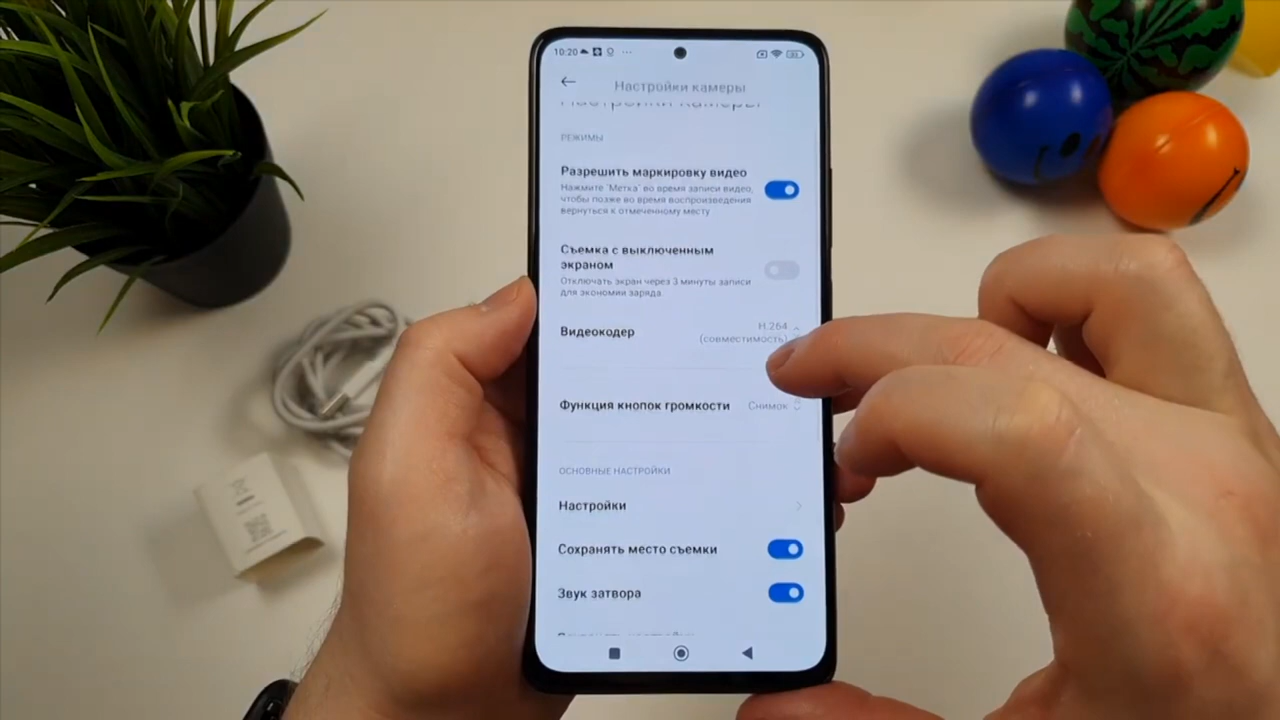 10:20
Настройки камеры
РЕЖИМЫ
Разрешить маркировку видео
Нажмите "Метка" во время записи видео,
чтобы позже во время воспроизведения
вернуться к отмеченному месту
Съемка с выключенным
экраном
Отключать экран через 3 минуты записи
для экономии заряда.
Видеокодер
H.264
(совместимость)
Функция кнопок громкости
Снимок
ОСНОВНЫЕ НАСТРОЙКИ
Настройки
Сохранять место съемки
Звук затвора